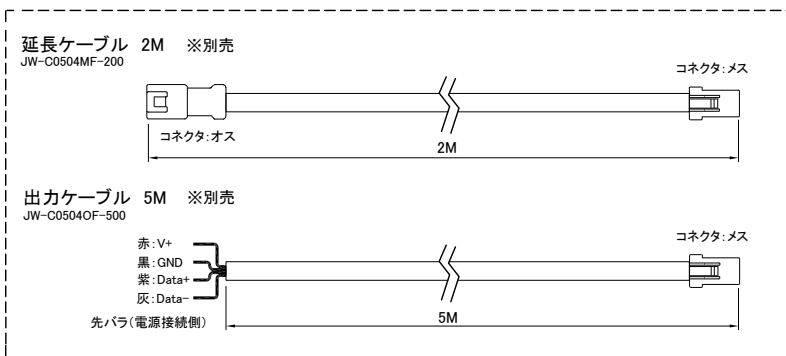 延長ケーブル 2M ※別売
JW-C0504MF-200
コネクタ:メス
コネクタ:オス
2M
出力ケーブル 5M ※別売
JW-C0504OF-500
コネクタ:メス
赤:V+
黒:GND
紫:Data+
灰:Data-
先バラ(電源接続側)
5M